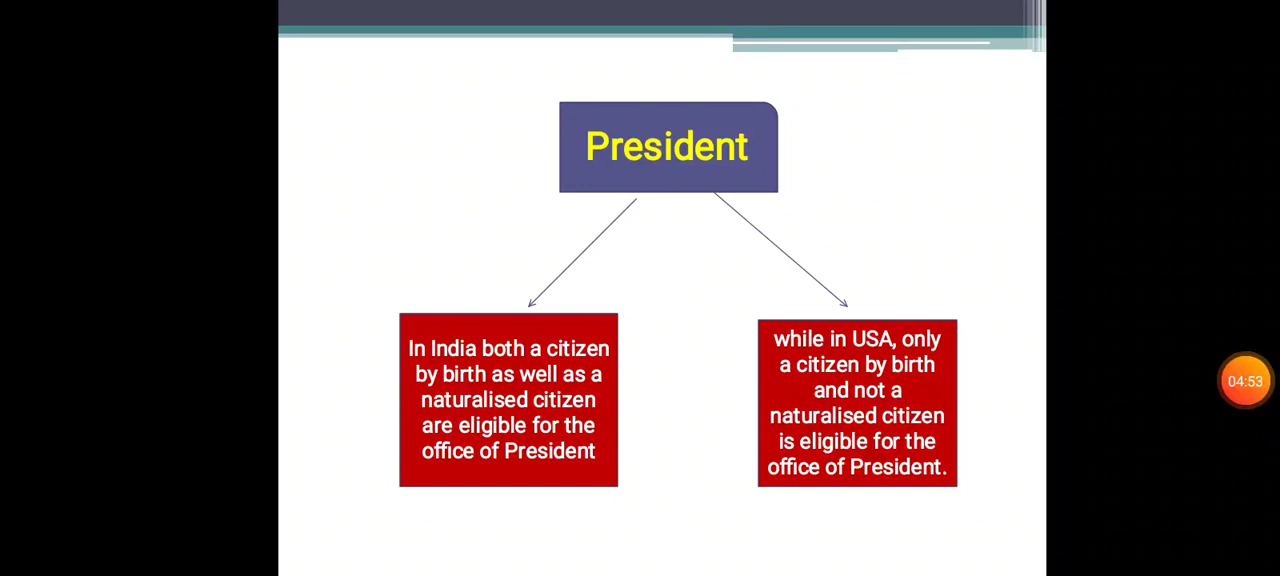 President
In India both a citizen
by birth as well as a
naturalised citizen
are eligible for the
office of President
while in USA, only
a citizen by birth
and not a
naturalised citizen
is eligible for the
office of President.
04:53